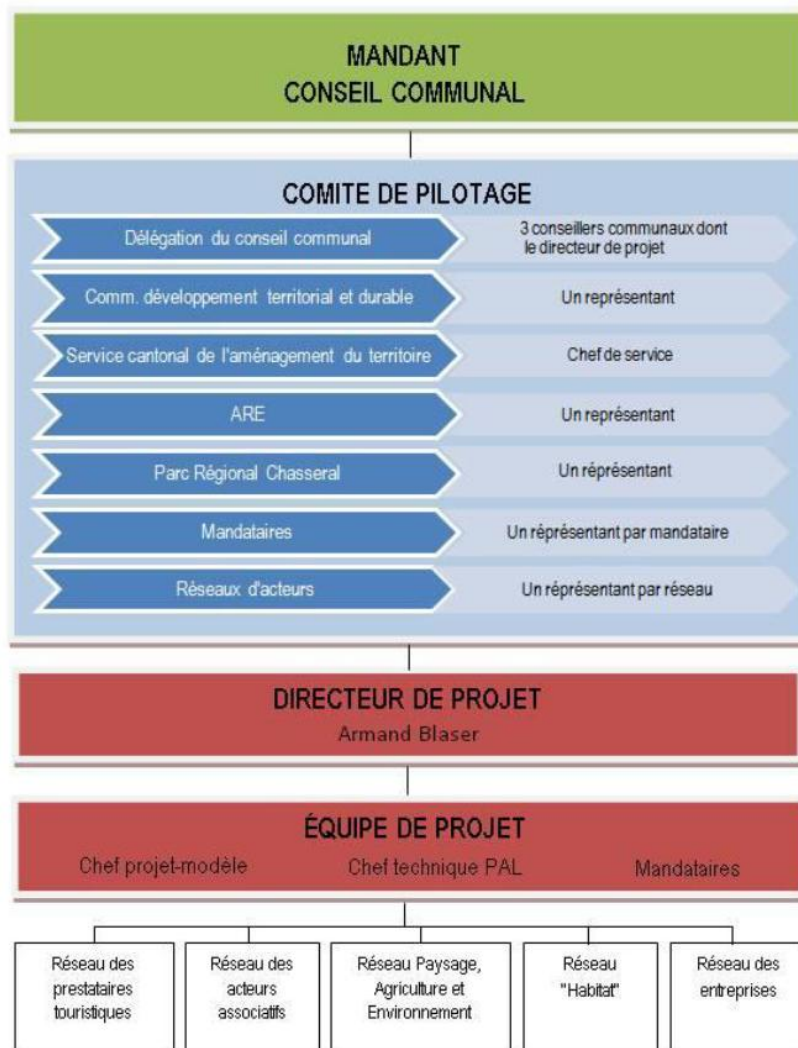 MANDANT
CONSEIL COMMUNAL
COMITE DE PILOTAGE
Délégation du conseil communal
3 conseillers communaux dont
le directeur de projet
Comm. développement territorial et durable
Un représentant
Service cantonal de l'aménagement du territoire
Chef de service
ARE
Un représentant
Parc Régional Chasseral
Un réprésentant
Mandataires
Un réprésentant par mandataire
Réseaux d'acteurs
Un réprésentant par réseau
DIRECTEUR DE PROJET
Armand Blaser
ÉQUIPE DE PROJET
Chef projet-modèle
Chef technique PAL
Mandataires
Réseau des
prestataires
touristiques
Réseau des
acteurs
associatifs
Réseau Paysage,
Agriculture et
Environnement
Réseau
"Habitat"
Réseau des
entreprises